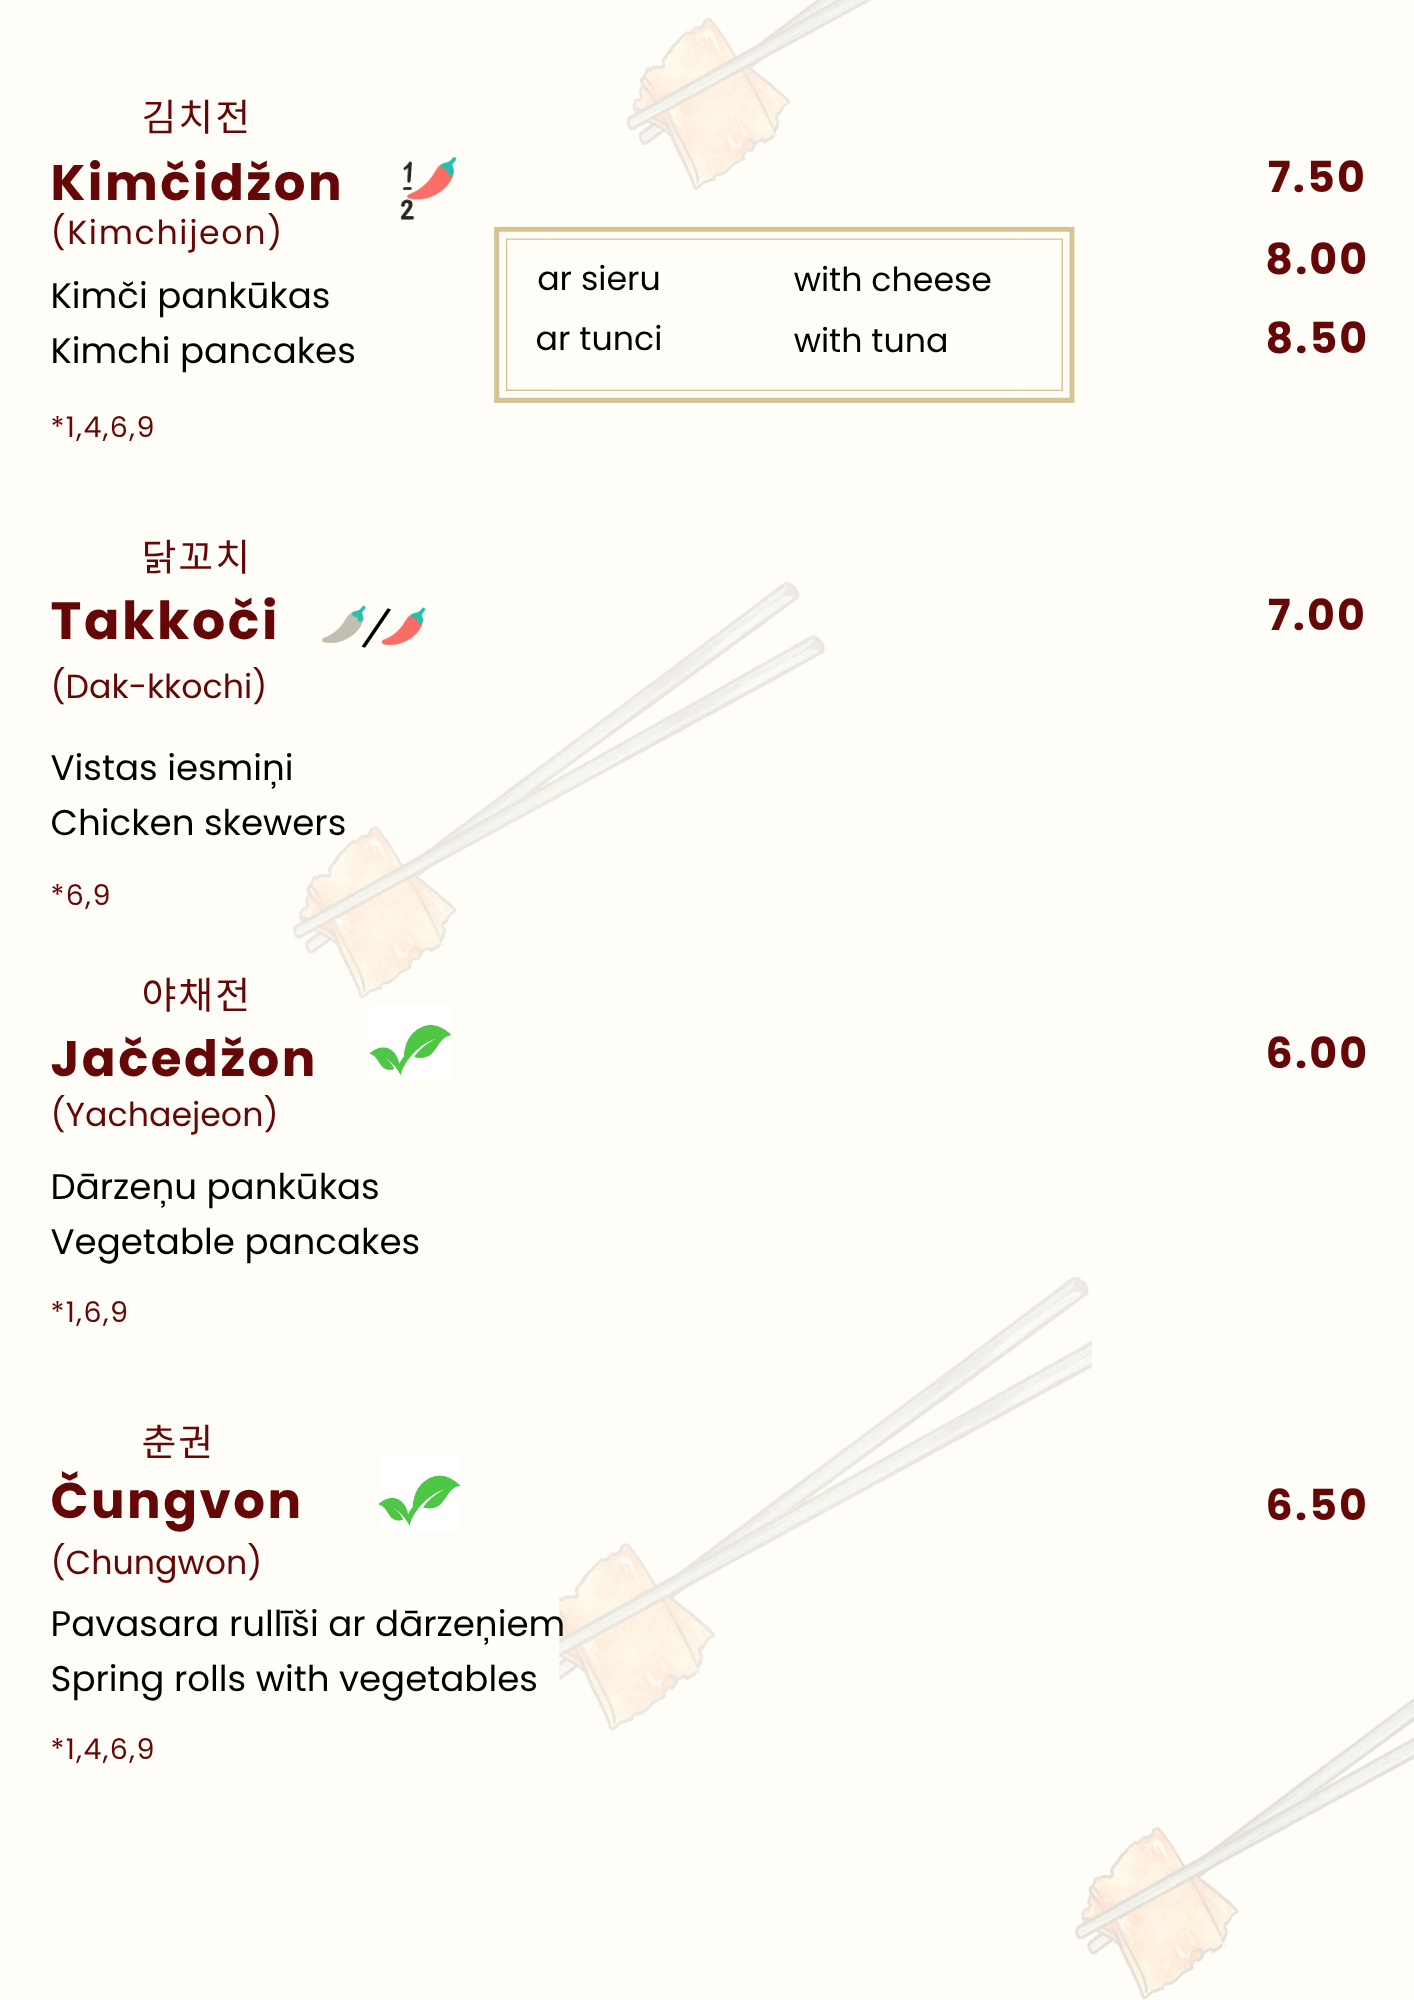 김치전
Kimčidžon
1
2
7.50
(Kimchijeon)
8.00
ar sieru with cheese
Kimči pankūkas
ar tunci with tuna
8.50
Kimchi pancakes
*1,4,6,9
닭꼬치
Takkoči
/
7.00
(Dak-kkochi)
Vistas iesmiņi
Chicken skewers
*6,9
야채전
Jačedžon
6.00
(Yachaejeon)
Dārzeņu pankūkas
Vegetable pancakes
*1,6,9
춘권
Čungvon
6.50
(Chungwon)
Pavasara rullīši ar dārzeņiem
Spring rolls with vegetables
*1,4,6,9